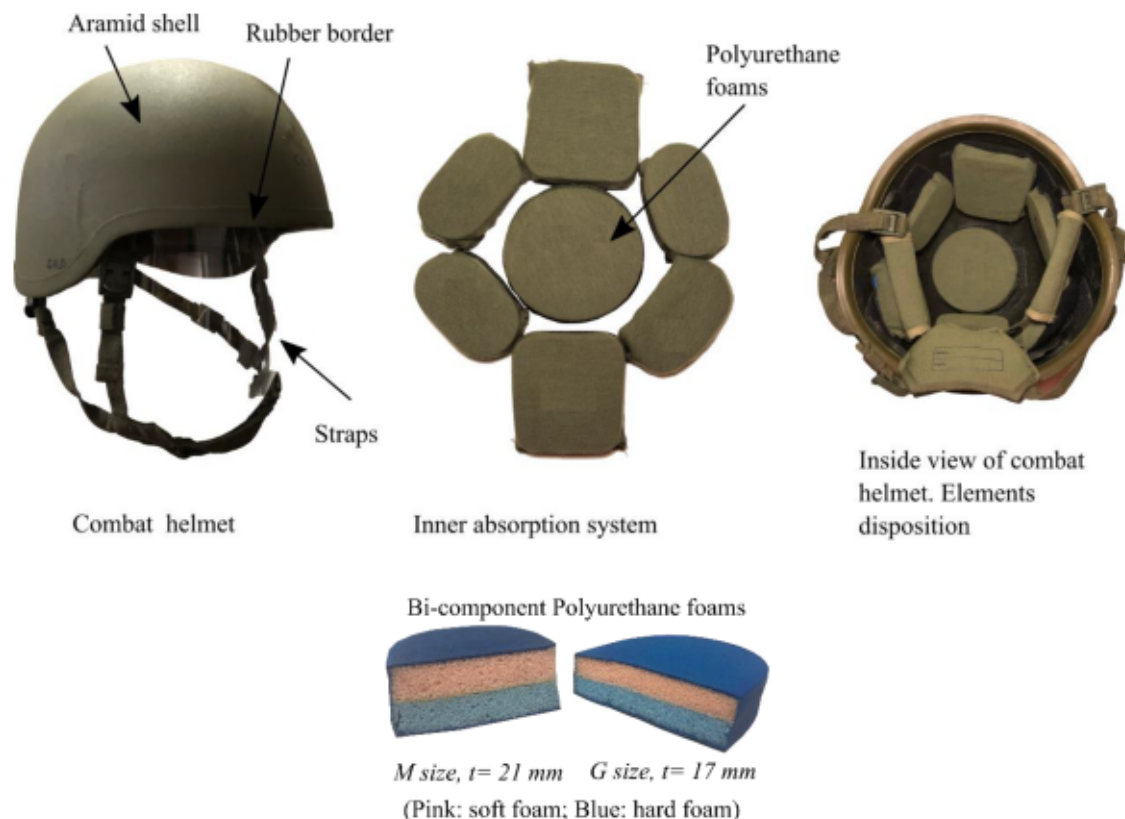 Aramid shell
Rubber border
Polyurethane
foams
Straps
Combat helmet
Inner absorption system
Inside view of combat
helmet. Elements
disposition
Bi-component Polyurethane foams
M size, t= 21 mm
G size, t= 17 mm
(Pink: soft foam; Blue: hard foam)